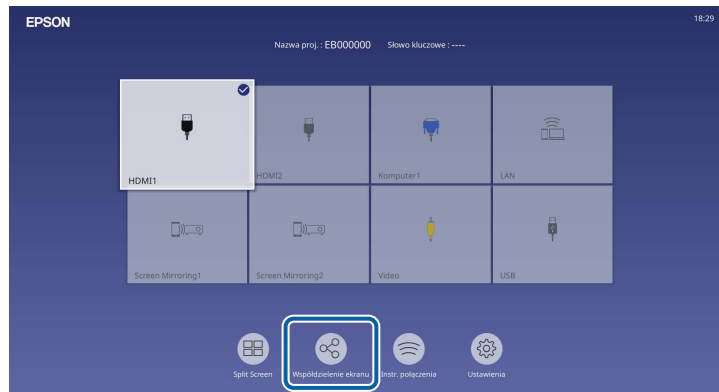 EPSON
18:29
Nazwa proj. : EB000000 Słowo kluczowe : ----
HDMI1
HDMI2
Komputer1
LAN
Screen Mirroring1
Screen Mirroring2
Video
USB
Split Screen
Współdzielenie ekranu
Instr. połączenia
Ustawienia